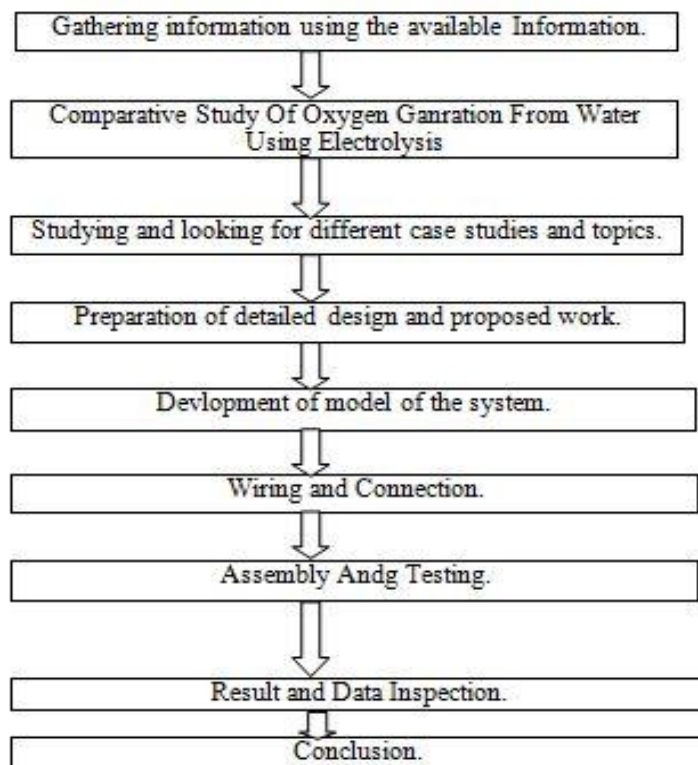 Gathering information using the available Information.
Comparative Study Of Oxygen Ganration From Water
Using Electrolysis
Studying and looking for different case studies and topics.
Preparation of detailed design and proposed work.
Devlopment of model of the system.
Wiring and Connection.
Assembly Andg Testing.
Result and Data Inspection.
Conclusion.